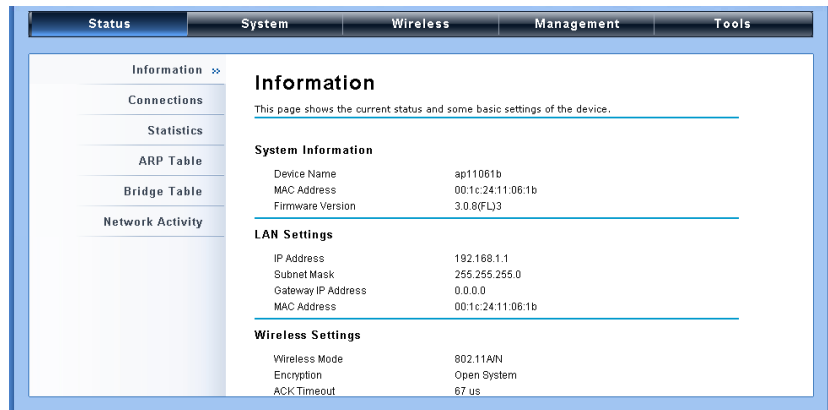 Status System Wireless Management Tools
Information »
Connections
Statistics
ARP Table
Bridge Table
Network Activity
Information
This page shows the current status and some basic settings of the device.
System Information
Device Name ap11061b
MAC Address 00:1c:24:11:06:1b
Firmware Version 3.0.8(FL)3
LAN Settings
IP Address 192.168.1.1
Subnet Mask 255.255.255.0
Gateway IP Address 0.0.0.0
MAC Address 00:1c:24:11:06:1b
Wireless Settings
Wireless Mode 802.11A/N
Encryption Open System
ACK Timeout 67 us